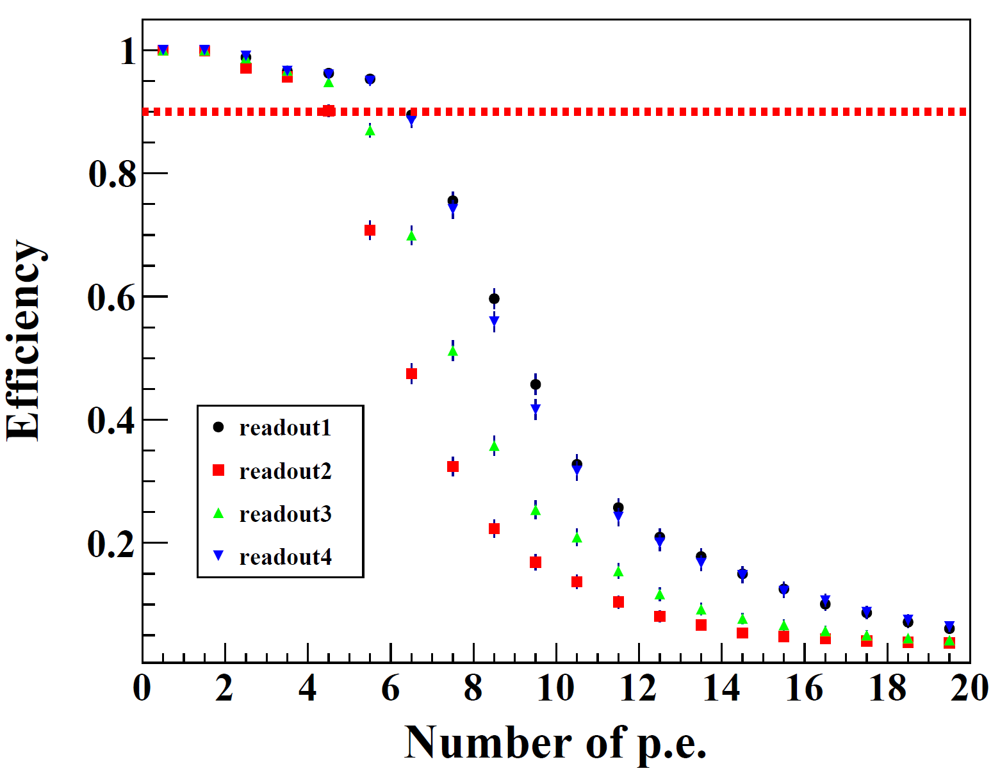 1
0.8
0.6
0.4
0.2
Efficiency
readout1
readout2
readout3
readout4
0 2 4 6 8 10 12 14 16 18 20
Number of p.e.